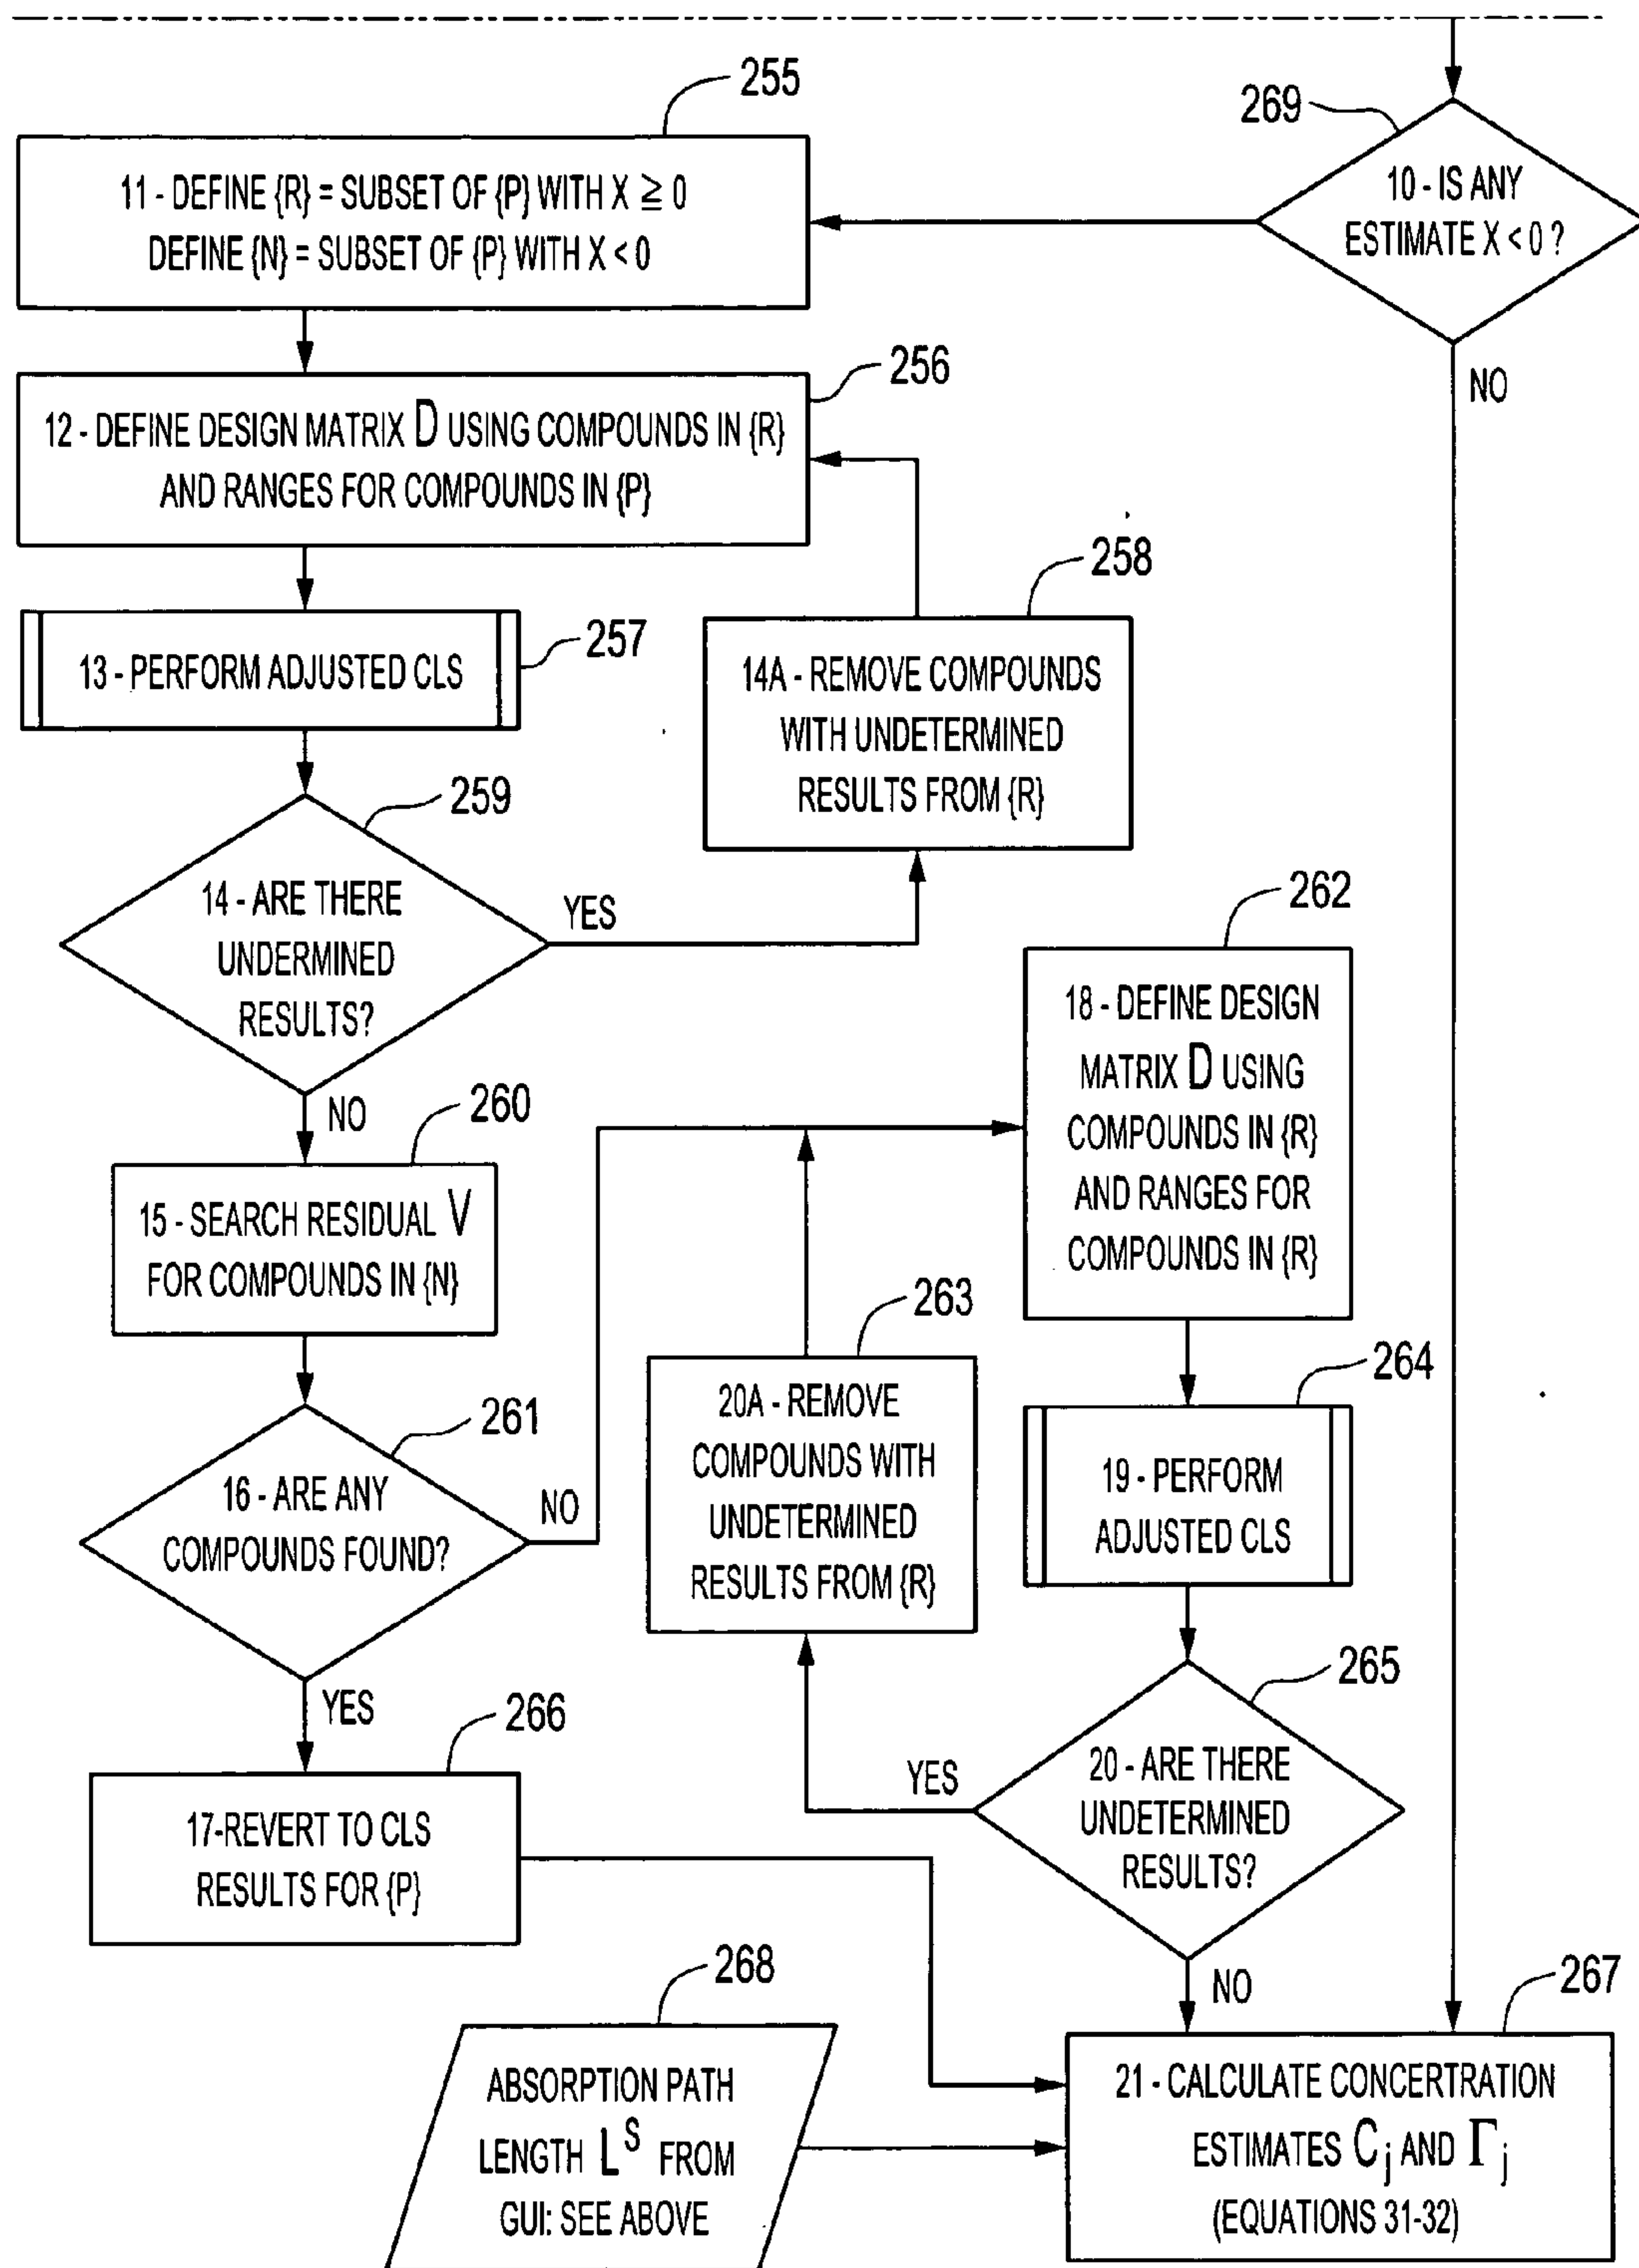 255
269
11 - DEFINE {R} = SUBSET OF {P} WITH X ≧ 0
DEFINE {N} = SUBSET OF {P} WITH X < 0
10 - IS ANY
ESTIMATE X < 0 ?
NO
256
12 - DEFINE DESIGN MATRIX D USING COMPOUNDS IN {R}
AND RANGES FOR COMPOUNDS IN {P}
258
257
13 - PERFORM ADJUSTED CLS
14A - REMOVE COMPOUNDS
WITH UNDETERMINED
RESULTS FROM {R}
259
14 - ARE THERE
UNDERMINED
RESULTS?
YES
NO
262
18 - DEFINE DESIGN
MATRIX D USING
COMPOUNDS IN {R}
AND RANGES FOR
COMPOUNDS IN {R}
260
15 - SEARCH RESIDUAL V
FOR COMPOUNDS IN {N}
263
20A - REMOVE
COMPOUNDS WITH
UNDETERMINED
RESULTS FROM {R}
264
19 - PERFORM
ADJUSTED CLS
261
16 - ARE ANY
COMPOUNDS FOUND?
NO
YES
265
20 - ARE THERE
UNDETERMINED
RESULTS?
YES
NO
266
17-REVERT TO CLS
RESULTS FOR {P}
268
ABSORPTION PATH
LENGTH L^S FROM
GUI: SEE ABOVE
267
21 - CALCULATE CONCERTRATION
ESTIMATES C_j AND Γ_j
(EQUATIONS 31-32)